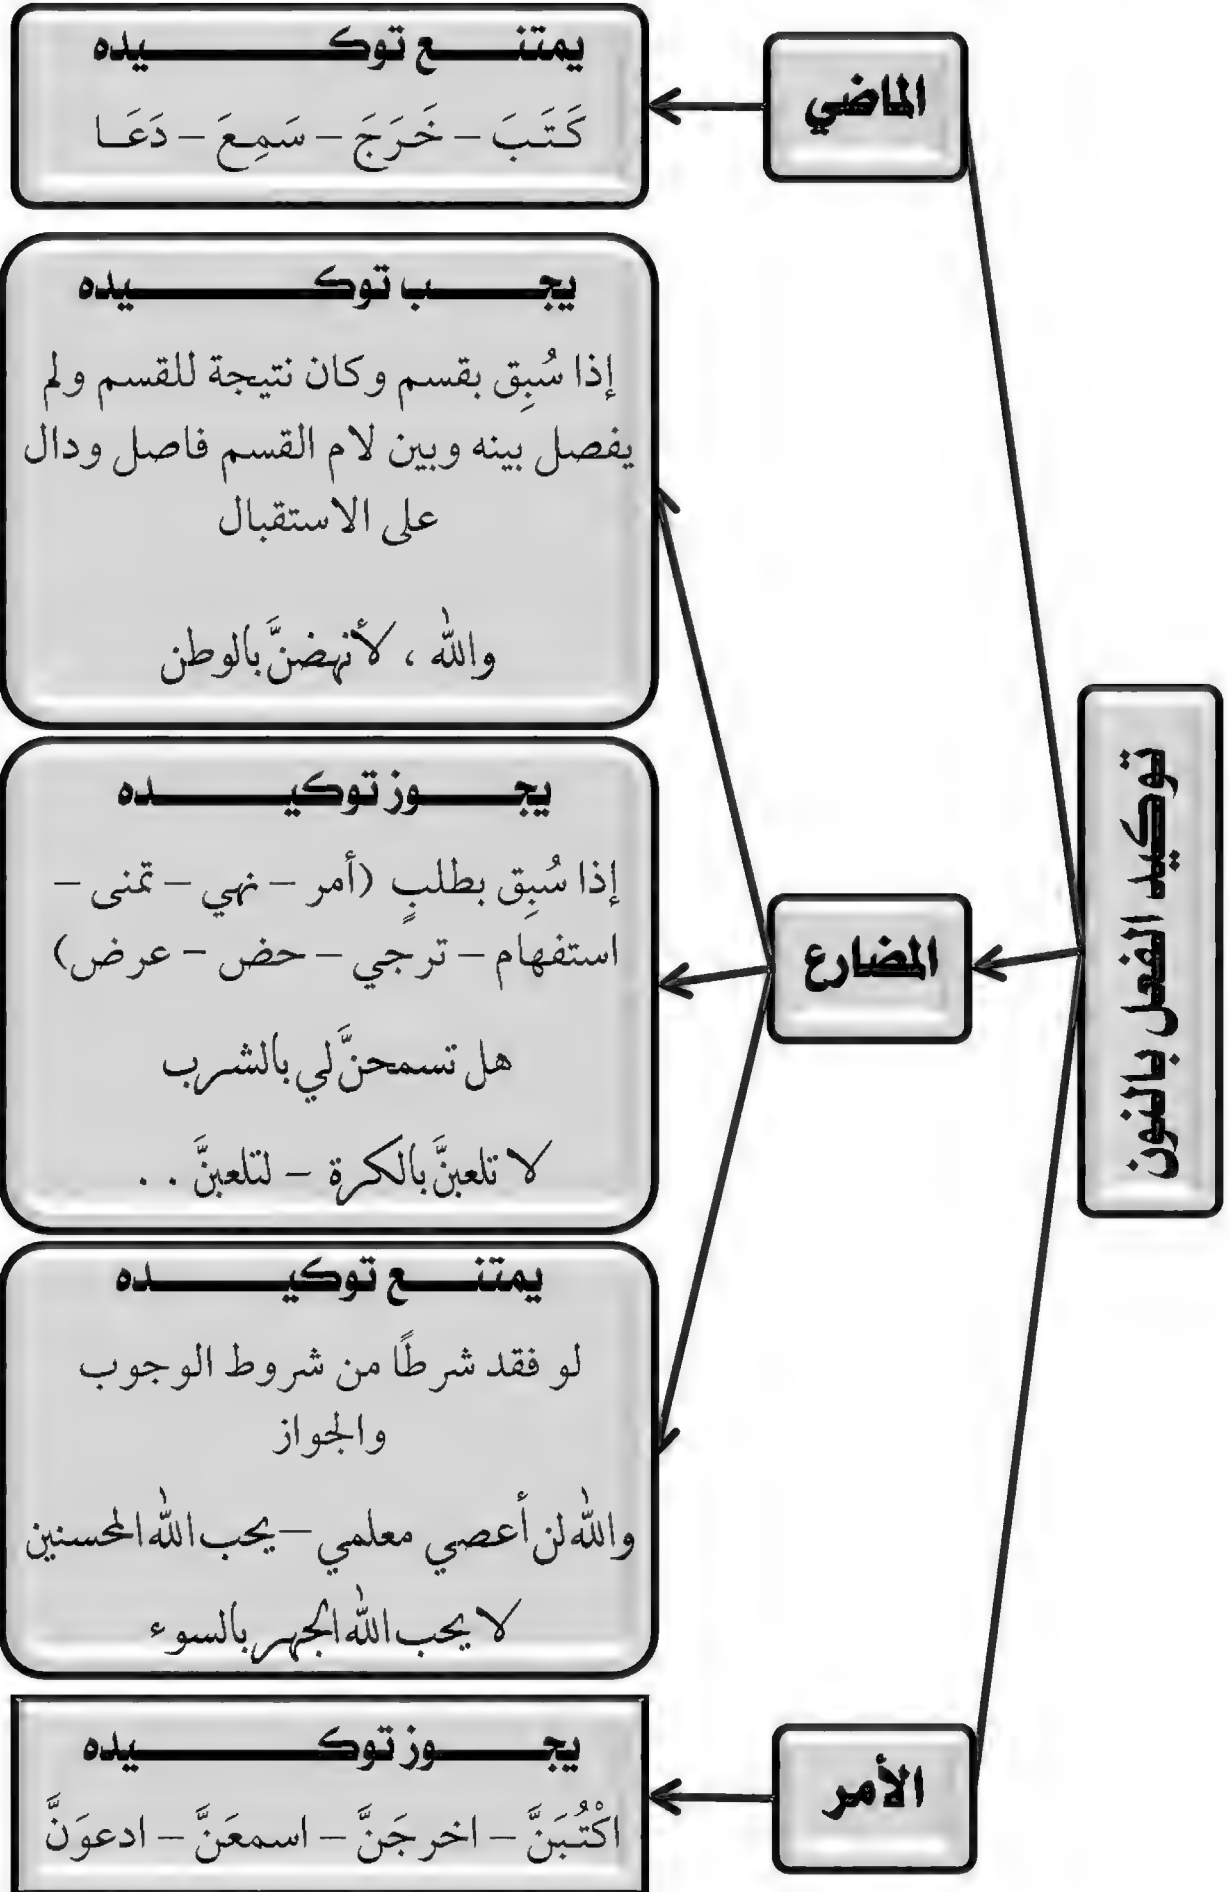 توكيد الفعل بالنون
الماضي
يمتنع توكيده
كَتَبَ – خَرَجَ – سَمِعَ – دَعَا
المضارع
يجب توكيده
إذا سُبِق بقسم وكان نتيجة للقسم ولم
يفصل بينه وبين لام القسم فاصل ودال
على الاستقبال
والله ، لأنهضنَّ بالوطن
يجوز توكيده
إذا سُبِق بطلبٍ (أمر – نهي – تمنى –
استفهام – ترجي – حض – عرض)
هل تسمحنَّ لي بالشرب
لا تلعبنَّ بالكرة – لتلعبنَّ . .
يمتنع توكيده
لو فقد شرطًا من شروط الوجوب
والجواز
والله لن أعصي معلمي – يحب الله المحسنين
لا يحب الله الجهر بالسوء
الأمر
يجوز توكيده
اكْتُبَنَّ – اخرجَنَّ – اسمعَنَّ – ادعوَنَّ